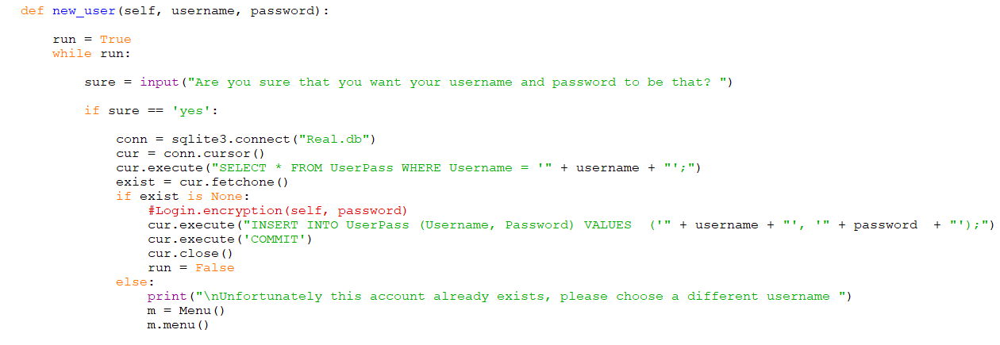 def new_user(self, username, password):
run = True
while run:
sure = input("Are you sure that you want your username and password to be that? ")
if sure == 'yes':
conn = sqlite3.connect("Real.db")
cur = conn.cursor()
cur.execute("SELECT * FROM UserPass WHERE Username = '" + username + "';")
exist = cur.fetchone()
if exist is None:
#Login.encryption(self, password)
cur.execute("INSERT INTO UserPass (Username, Password) VALUES  ('" + username + "', '" + password  + "');")
cur.execute('COMMIT')
cur.close()
run = False
else:
print("\nUnfortunately this account already exists, please choose a different username ")
m = Menu()
m.menu()